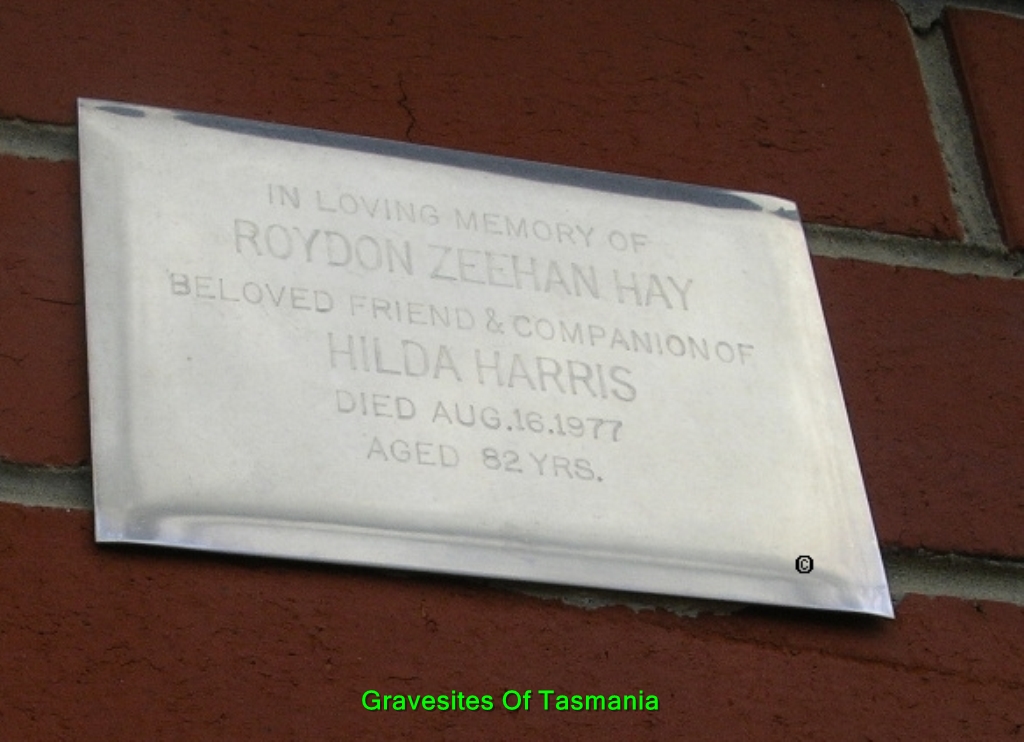 IN LOVING MEMORY OF
ROYDON ZEEHAN HAY
BELOVED FRIEND & COMPANION OF
HILDA HARRIS
DIED AUG.16.1977
AGED 82 YRS.
©
Gravesites Of Tasmania